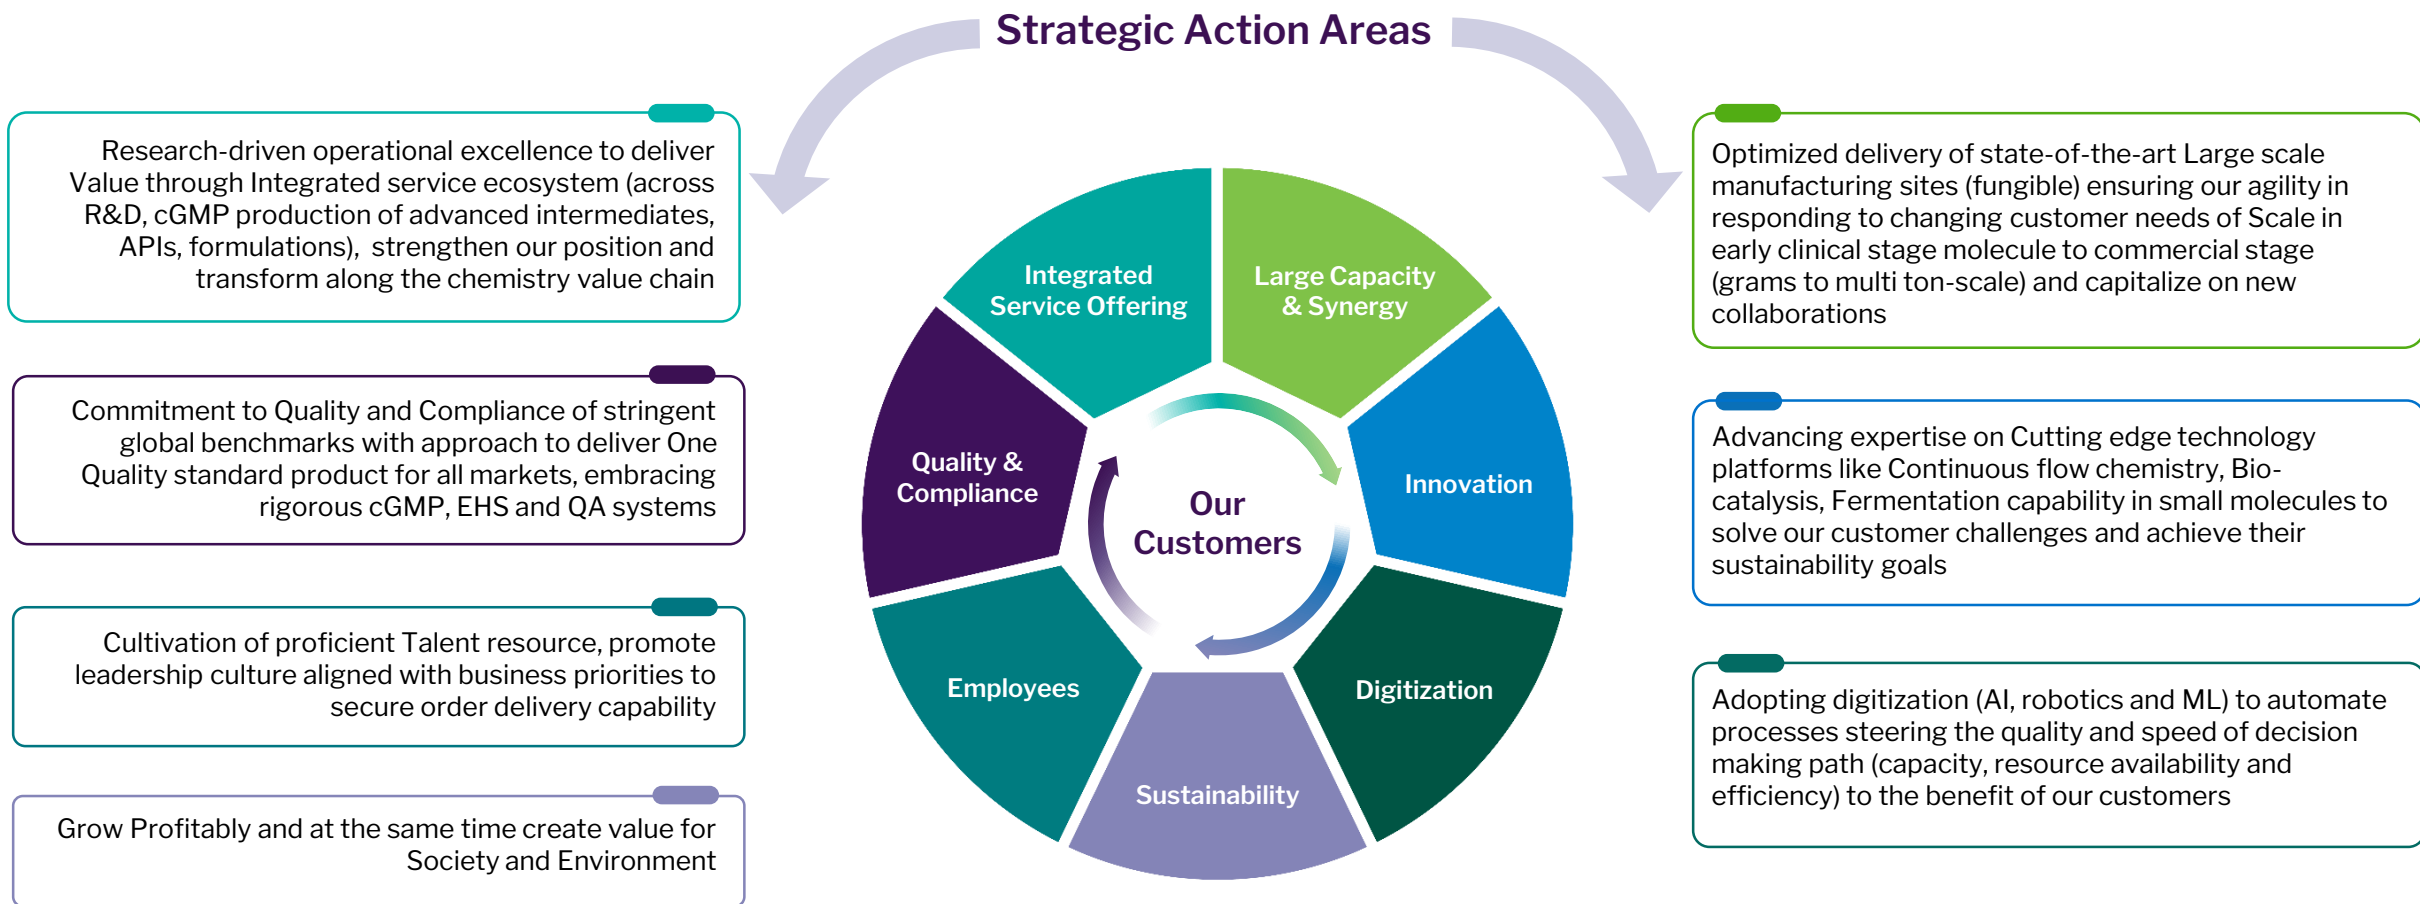 Strategic Action Areas
Research-driven operational excellence to deliver
Value through Integrated service ecosystem (across
R&D, cGMP production of advanced intermediates,
APIs, formulations), strengthen our position and
transform along the chemistry value chain
Commitment to Quality and Compliance of stringent
global benchmarks with approach to deliver One
Quality standard product for all markets, embracing
rigorous cGMP, EHS and QA systems
Cultivation of proficient Talent resource, promote
leadership culture aligned with business priorities to
secure order delivery capability
Grow Profitably and at the same time create value for
Society and Environment
Integrated
Service Offering
Large Capacity
& Synergy
Quality &
Compliance
Innovation
Our
Customers
Employees
Digitization
Sustainability
Optimized delivery of state-of-the-art Large scale
manufacturing sites (fungible) ensuring our agility in
responding to changing customer needs of Scale in
early clinical stage molecule to commercial stage
(grams to multi ton-scale) and capitalize on new
collaborations
Advancing expertise on Cutting edge technology
platforms like Continuous flow chemistry, Bio-
catalysis, Fermentation capability in small molecules to
solve our customer challenges and achieve their
sustainability goals
Adopting digitization (AI, robotics and ML) to automate
processes steering the quality and speed of decision
making path (capacity, resource availability and
efficiency) to the benefit of our customers